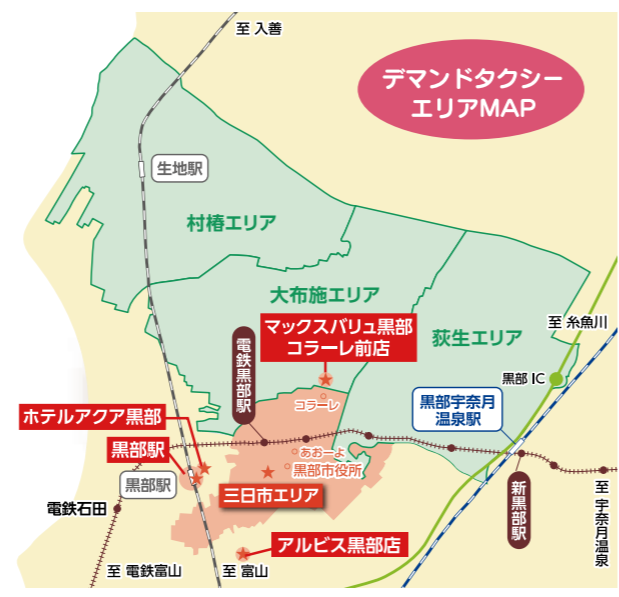 至 入善
デマンドタクシー
エリアMAP
生地駅
村椿エリア
大布施エリア
マックスバリュ黒部
コラーレ前店
荻生エリア
至 糸魚川
電鉄黒部駅
黒部 IC
コラーレ
黒部宇奈月
温泉駅
ホテルアクア黒部
黒部駅
あおーよ
黒部市役所
黒部駅
三日市エリア
新黒部駅
至 宇奈月温泉
電鉄石田
アルビス黒部店
至 電鉄富山
至 富山